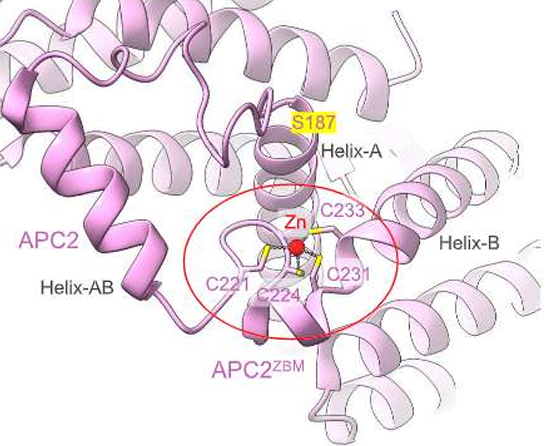 S187
Helix-A
Zn
C233
APC2
Helix-B
Helix-AB
C221
C224
C231
APC2ZBM